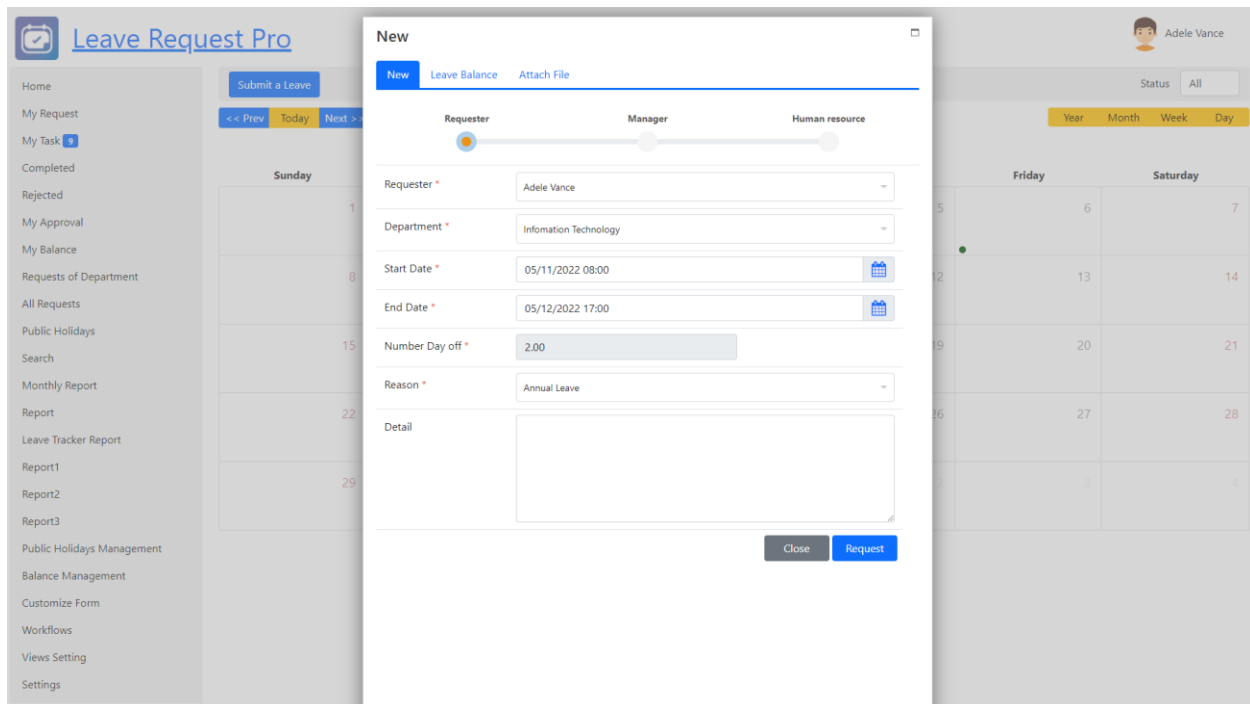 Leave Request Pro
Adele Vance
Home
My Request
My Task 9
Completed
Rejected
My Approval
My Balance
Requests of Department
All Requests
Public Holidays
Search
Monthly Report
Report
Leave Tracker Report
Report1
Report2
Report3
Public Holidays Management
Balance Management
Customize Form
Workflows
Views Setting
Settings
Submit a Leave
Status All
<< Prev Today Next >>
Year Month Week Day
Sunday Friday Saturday
1 5 6 7
8 12 13 14
15 19 20 21
22 26 27 28
29 2 3 4
New
New Leave Balance Attach File
Requester Manager Human resource
Requester * Adele Vance
Department * Infomation Technology
Start Date * 05/11/2022 08:00
End Date * 05/12/2022 17:00
Number Day off * 2.00
Reason * Annual Leave
Detail
Close Request